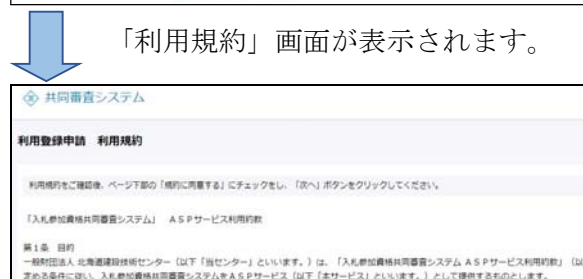 「利用規約」画面が表示されます。
共同審査システム
利用登録申請　利用規約
利用規約をご確認後、ページ下部の「規約に同意する」にチェックをし、「次へ」ボタンをクリックしてください。
「入札参加資格共同審査システム」　ＡＳＰサービス利用約款
第１条　目的
一般財団法人 北海道建設技術センター（以下「当センター」といいます。）は、「入札参加資格共同審査システム ＡＳＰサービス利用約款」（以
定める条件に従い、入札参加資格共同審査システムをＡＳＰサービス（以下「本サービス」といいます。）として提供するものとします。